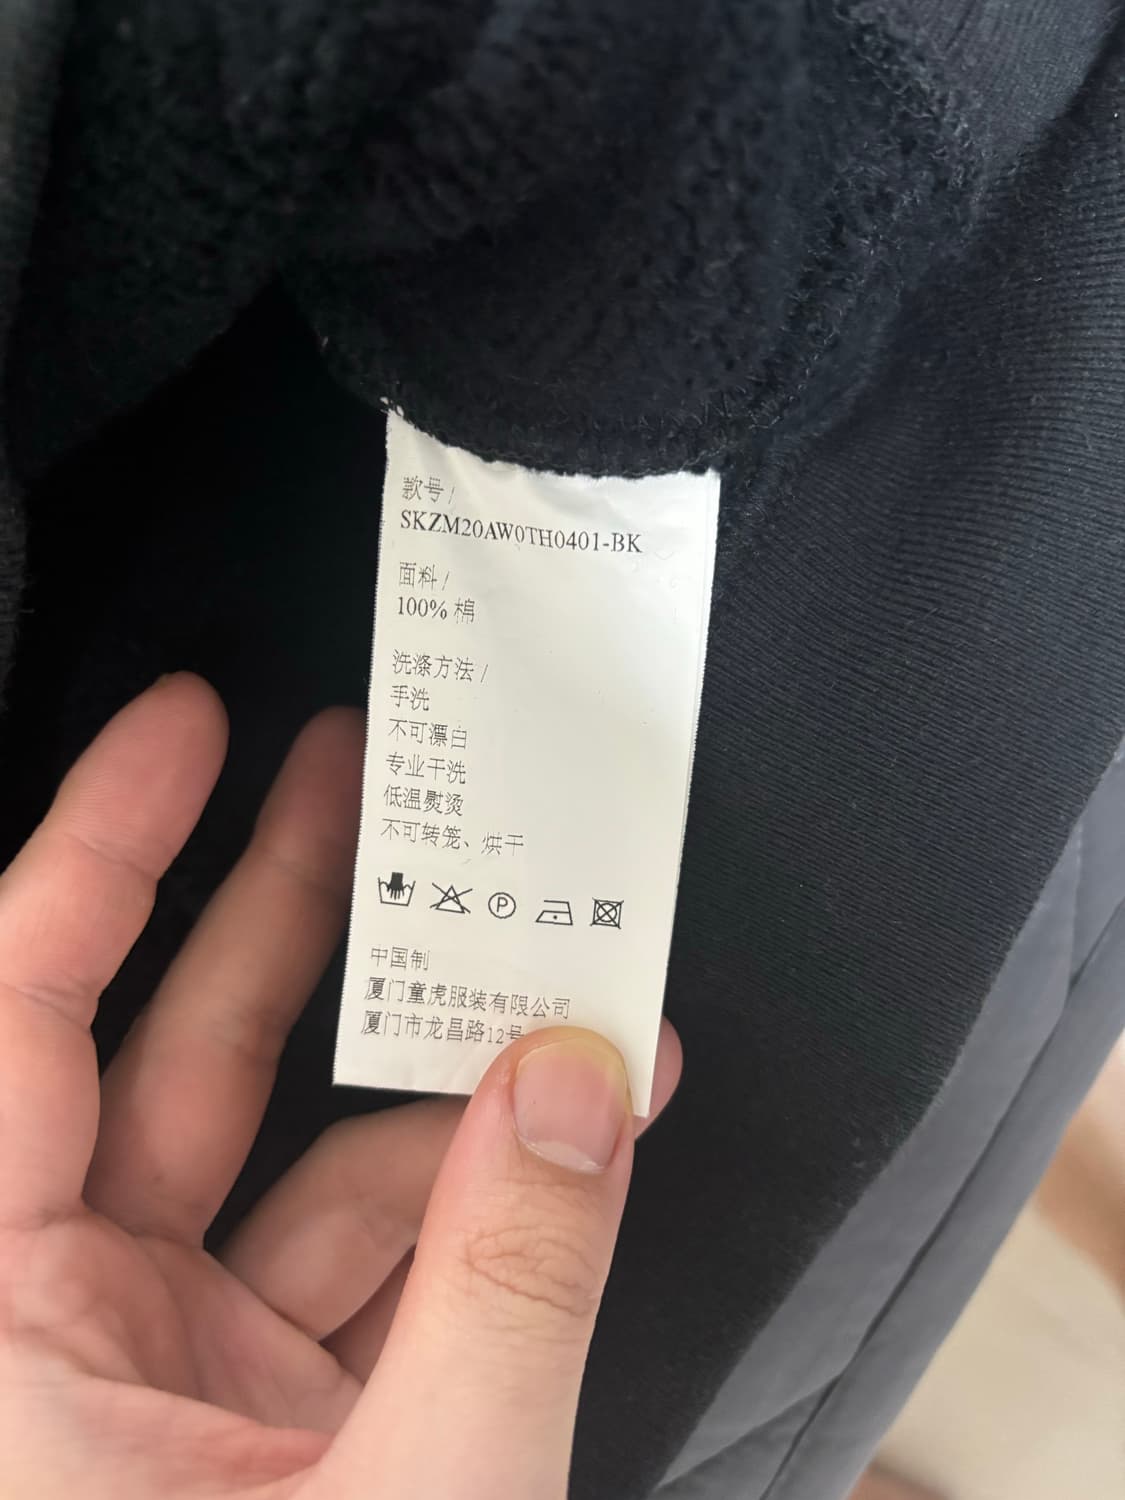 款号/
SKZM20AW0TH0401-BK
面料/
100% 棉
洗涤方法/
手洗
不可漂白
专业干洗
低温熨烫
不可转笼、烘干
P
中国制
厦门童虎服装有限公司
厦门市龙昌路12号